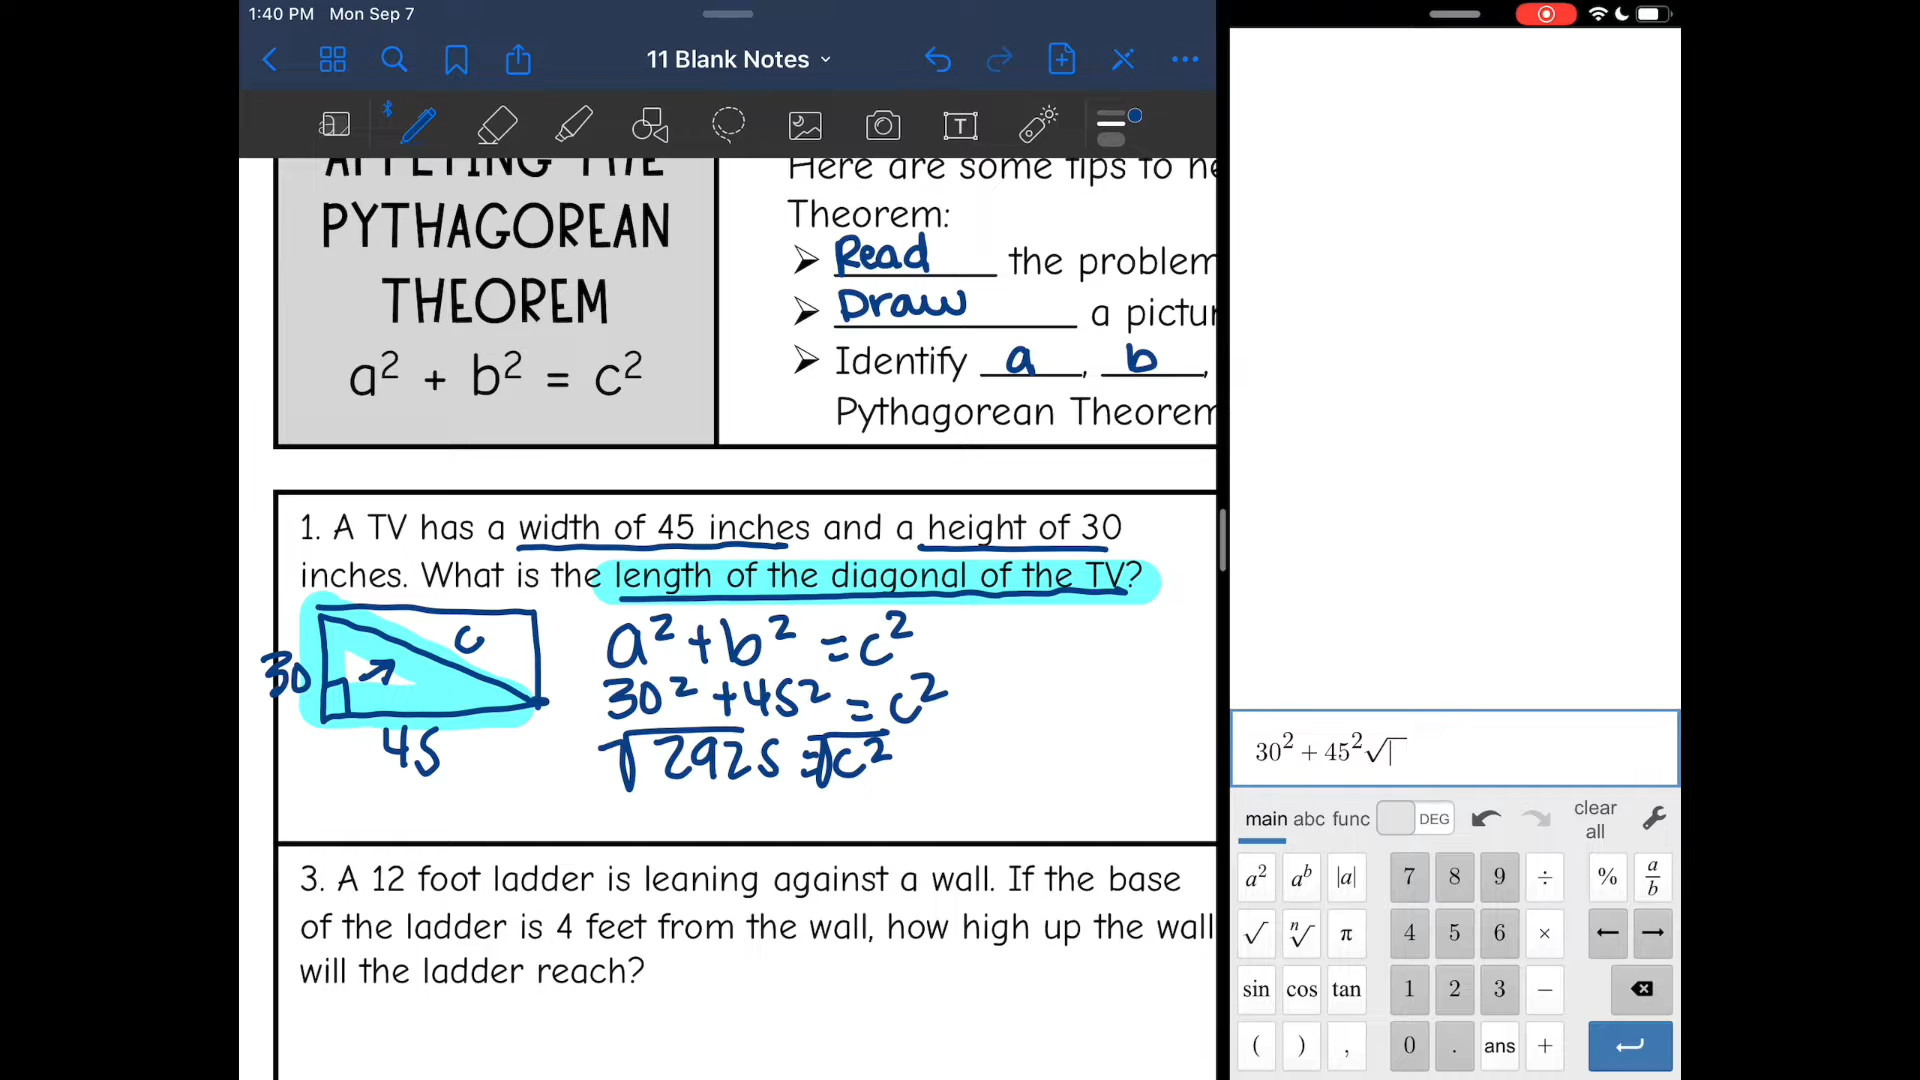 1:40 PM Mon Sep 7
11 Blank Notes
APPLYING THE
PYTHAGOREAN
THEOREM
a² + b² = c²
Here are some tips to he
Theorem:
➢ Read the problem
➢ Draw a pictur
➢ Identify a, b,
Pythagorean Theorem
1. A TV has a width of 45 inches and a height of 30
inches. What is the length of the diagonal of the TV?
c
30
45
a² + b² = c²
30² + 45² = c²
√2925 = √c²
3. A 12 foot ladder is leaning against a wall. If the base
of the ladder is 4 feet from the wall, how high up the wall
will the ladder reach?
30² + 45²√
main abc func DEG clear all
a² aᵇ |a| 7 8 9 ÷ % a/b
√ ⁿ√ π 4 5 6 × ← →
sin cos tan 1 2 3 −
( ) , 0 . ans +